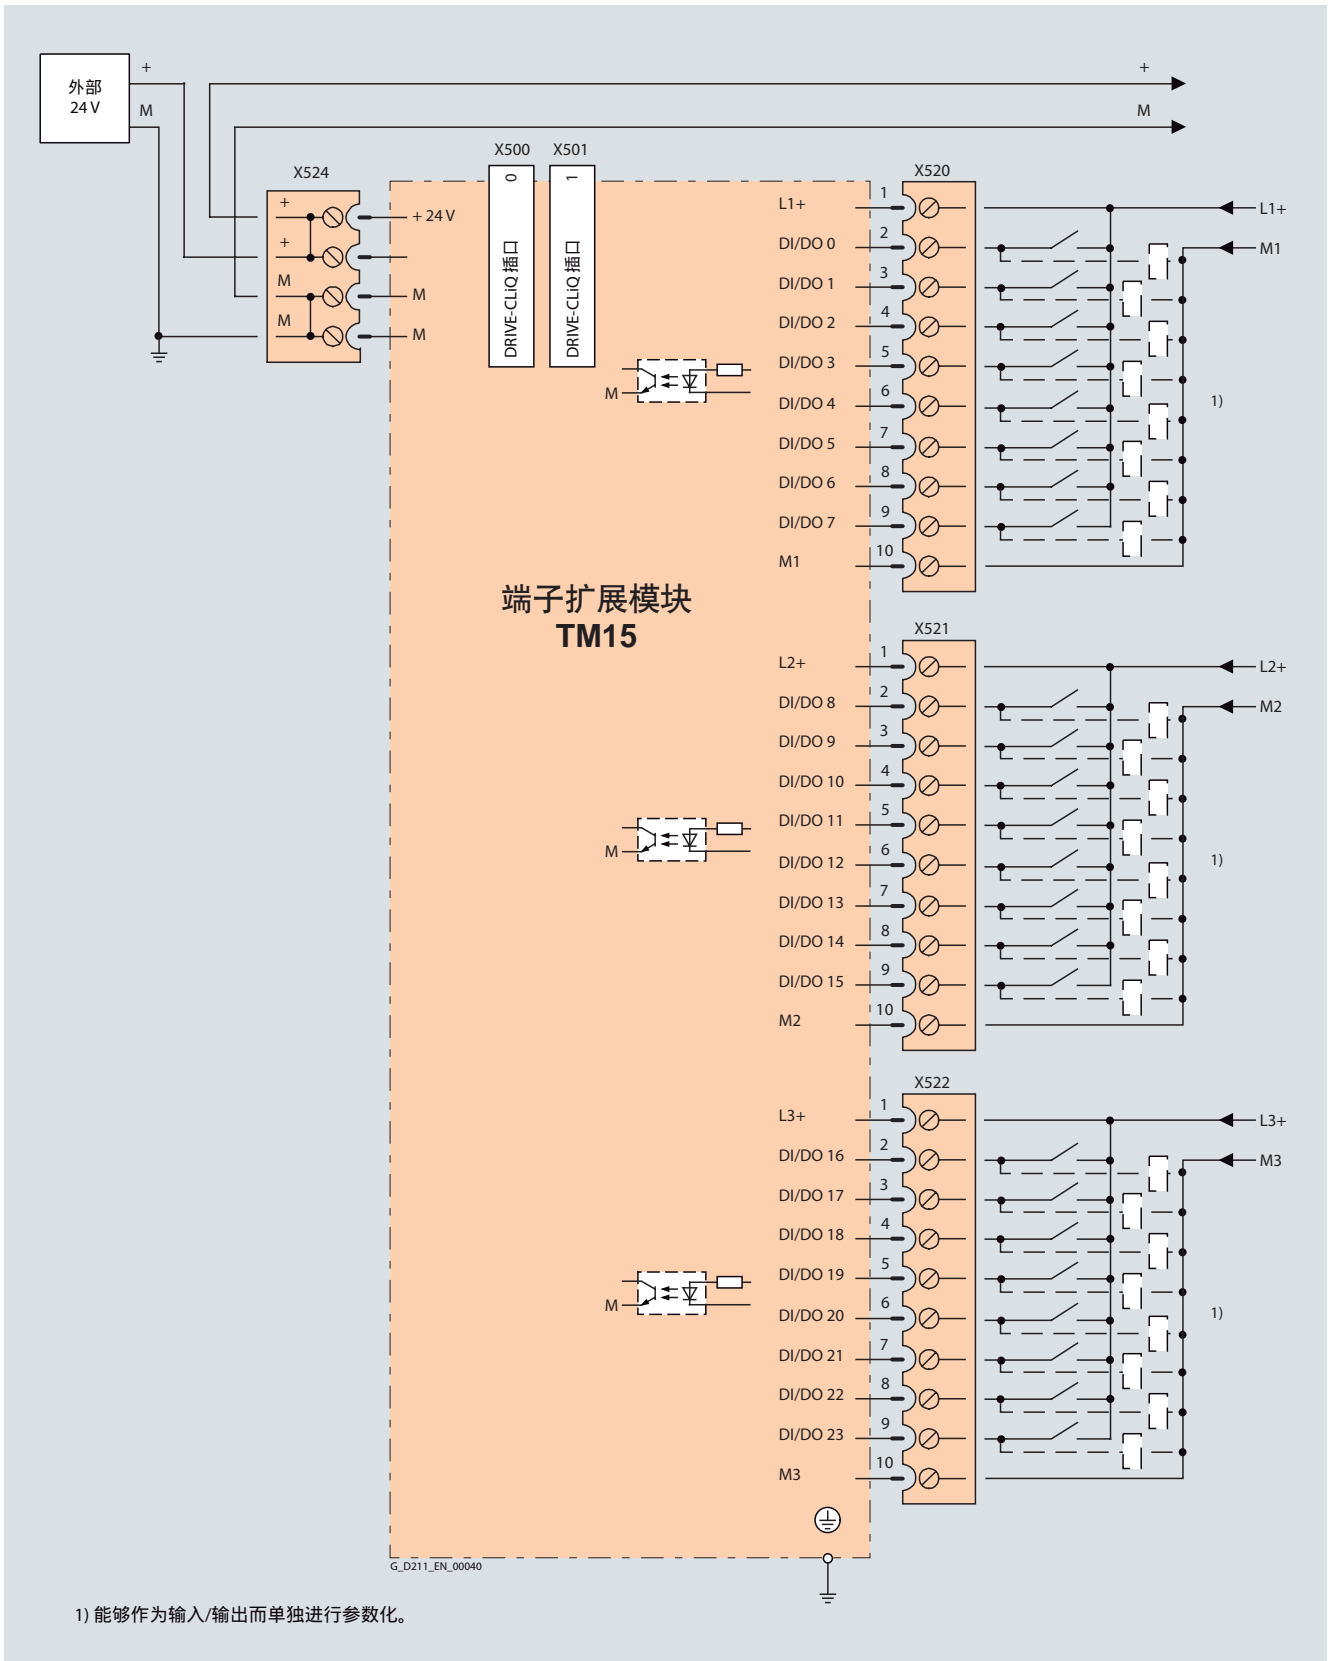 外部
24 V
+
M
+
M
X524
+
+
M
M
+ 24 V
M
M
X500
X501
0
DRIVE-CLiQ 插口
1
DRIVE-CLiQ 插口
M
端子扩展模块
TM15
X520
L1+ 1
DI/DO 0 2
DI/DO 1 3
DI/DO 2 4
DI/DO 3 5
DI/DO 4 6
DI/DO 5 7
DI/DO 6 8
DI/DO 7 9
M1 10
L1+
M1
1)
X521
L2+ 1
DI/DO 8 2
DI/DO 9 3
DI/DO 10 4
DI/DO 11 5
DI/DO 12 6
DI/DO 13 7
DI/DO 14 8
DI/DO 15 9
M2 10
M
L2+
M2
1)
X522
L3+ 1
DI/DO 16 2
DI/DO 17 3
DI/DO 18 4
DI/DO 19 5
DI/DO 20 6
DI/DO 21 7
DI/DO 22 8
DI/DO 23 9
M3 10
M
L3+
M3
1)
G_D211_EN_00040
1) 能够作为输入/输出而单独进行参数化。